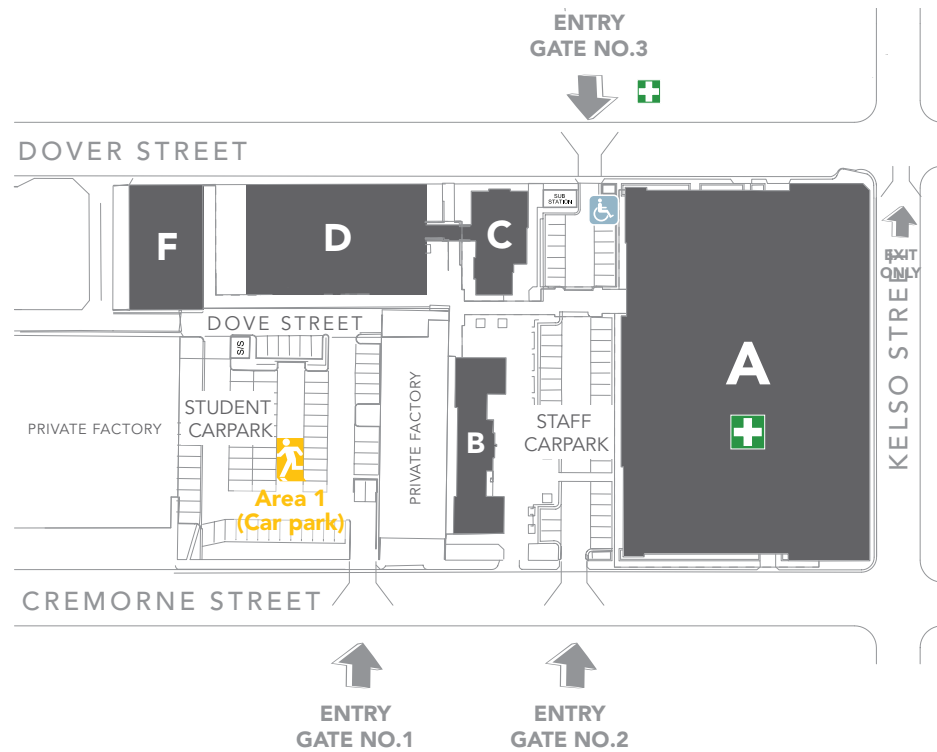 ENTRY
GATE NO.3
DOVER STREET
SUB
STATION
F
D
C
EXIT
ONLY
DOVE STREET
S/S
A
KELSO STREET
STUDENT
CARPARK
PRIVATE FACTORY
PRIVATE FACTORY
B
STAFF
CARPARK
Area 1
(Car park)
CREMORNE STREET
ENTRY
GATE NO.1
ENTRY
GATE NO.2